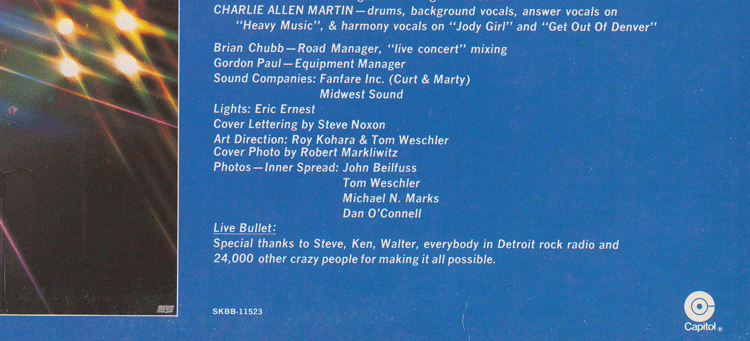 CHARLIE ALLEN MARTIN—drums, background vocals, answer vocals on
"Heavy Music", & harmony vocals on "Jody Girl" and "Get Out Of Denver"
Brian Chubb—Road Manager, "live concert" mixing
Gordon Paul—Equipment Manager
Sound Companies: Fanfare Inc. (Curt & Marty)
Midwest Sound
Lights: Eric Ernest
Cover Lettering by Steve Noxon
Art Direction: Roy Kohara & Tom Weschler
Cover Photo by Robert Markliwitz
Photos—Inner Spread: John Beilfuss
Tom Weschler
Michael N. Marks
Dan O'Connell
Live Bullet:
Special thanks to Steve, Ken, Walter, everybody in Detroit rock radio and
24,000 other crazy people for making it all possible.
SKBB-11523
Capitol®